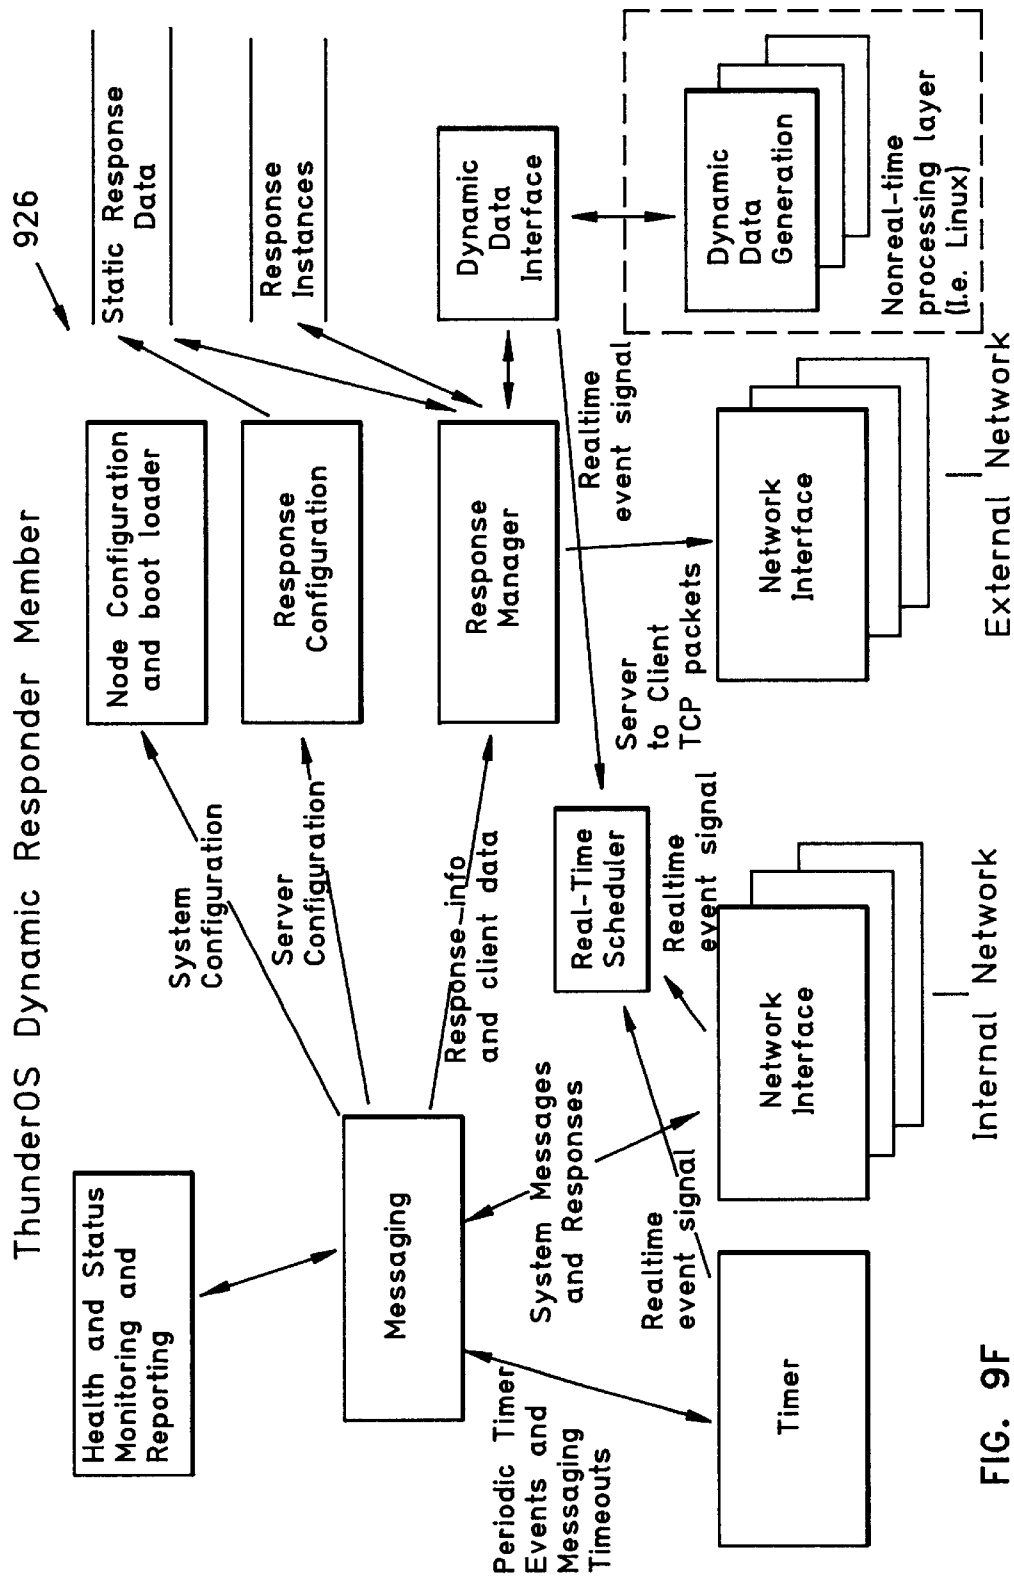 ThunderOS Dynamic Responder Member
926
Health and Status
Monitoring and
Reporting
Node Configuration
and boot loader
Static Response
Data
System
Configuration
Server
Configuration
Response
Configuration
Response
Instances
Messaging
Response-info
and client data
Response
Manager
Dynamic
Data
Interface
Periodic Timer
Events and
Messaging
Timeouts
System Messages
and Responses
Real-Time
Scheduler
Realtime
event signal
Server
to Client
TCP packets
Realtime
event signal
Realtime
event signal
Timer
Network
Interface
Network
Interface
Dynamic
Data
Generation
Nonreal-time
processing layer
(I.e. Linux)
Internal Network
External Network
FIG. 9F